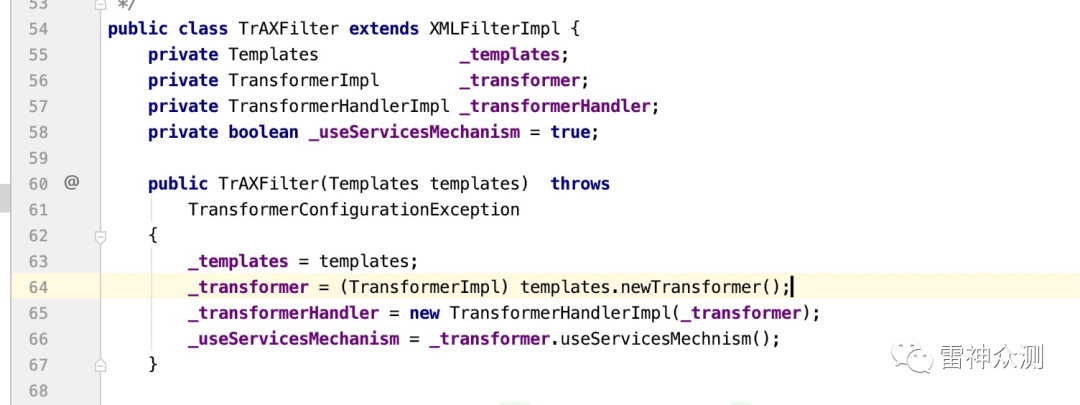 53 */
54 public class TrAXFilter extends XMLFilterImpl {
55 private Templates _templates;
56 private TransformerImpl _transformer;
57 private TransformerHandlerImpl _transformerHandler;
58 private boolean _useServicesMechanism = true;
59
60 @ public TrAXFilter(Templates templates) throws
61 TransformerConfigurationException
62 {
63 _templates = templates;
64 _transformer = (TransformerImpl) templates.newTransformer();
65 _transformerHandler = new TransformerHandlerImpl(_transformer);
66 _useServicesMechanism = _transformer.useServicesMechnism();
67 }
68
雷神众测